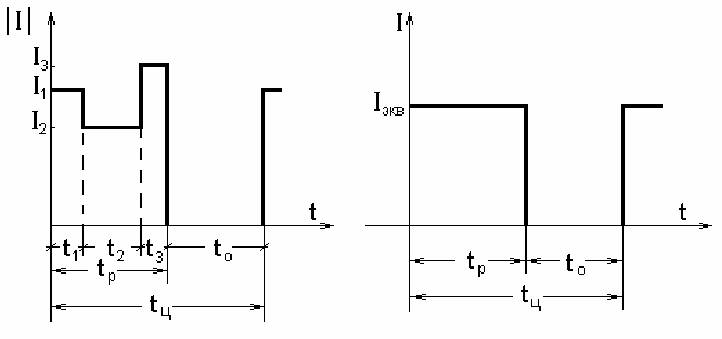 |I|
I₃
I₁
I₂
t
t₁ t₂ t₃ tₒ
tр
tц
I
Iэкв
t
tр tₒ
tц